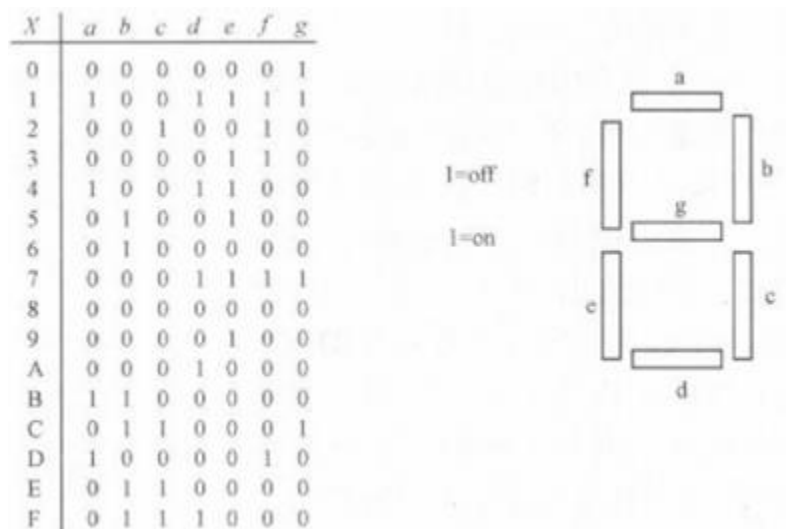 X a b c d e f g
0 0 0 0 0 0 0 1
1 1 0 0 1 1 1 1
2 0 0 1 0 0 1 0
3 0 0 0 0 1 1 0
4 1 0 0 1 1 0 0
5 0 1 0 0 1 0 0
6 0 1 0 0 0 0 0
7 0 0 0 1 1 1 1
8 0 0 0 0 0 0 0
9 0 0 0 0 1 0 0
A 0 0 0 1 0 0 0
B 1 1 0 0 0 0 0
C 0 1 1 0 0 0 1
D 1 0 0 0 0 1 0
E 0 1 1 0 0 0 0
F 0 1 1 1 0 0 0
1=off
1=on
a
f
b
g
e
c
d